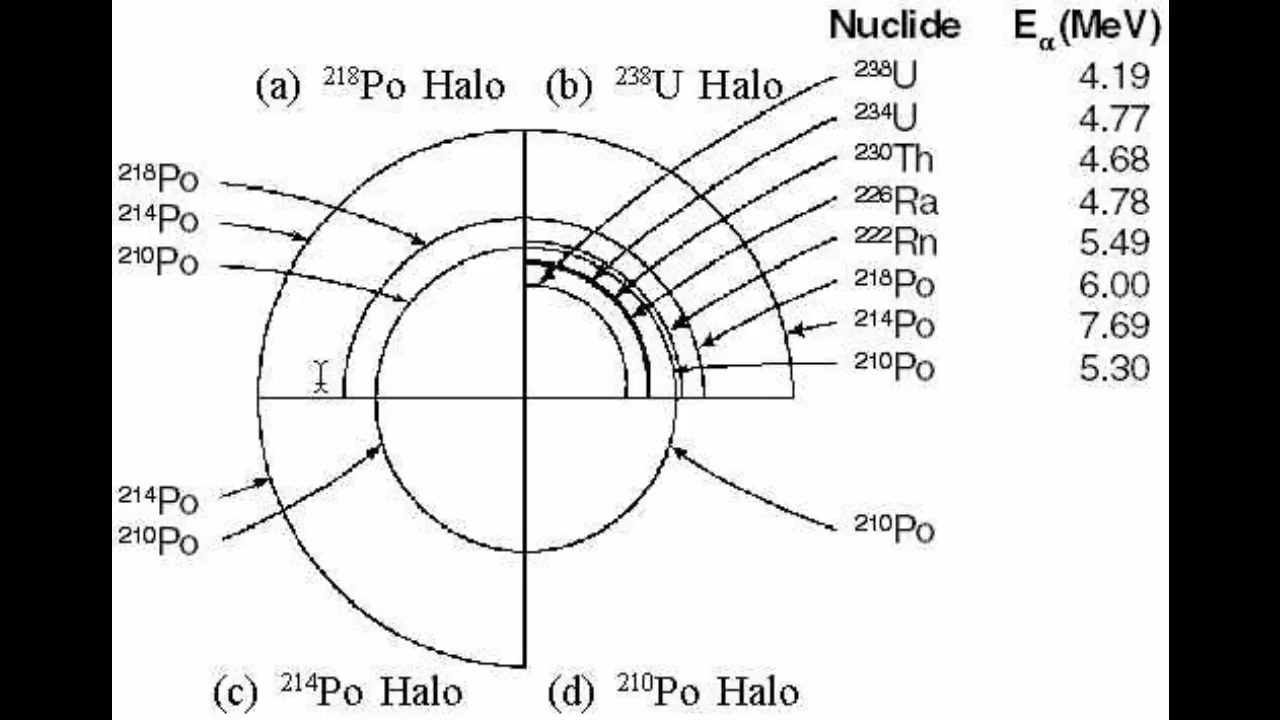 Nuclide Eα(MeV)
(a) ²¹⁸Po Halo (b) ²³⁸U Halo
²³⁸U 4.19
²³⁴U 4.77
²³⁰Th 4.68
²²⁶Ra 4.78
²²²Rn 5.49
²¹⁸Po 6.00
²¹⁴Po 7.69
²¹⁰Po 5.30
²¹⁸Po
²¹⁴Po
²¹⁰Po
²¹⁴Po
²¹⁰Po
²¹⁰Po
(c) ²¹⁴Po Halo (d) ²¹⁰Po Halo